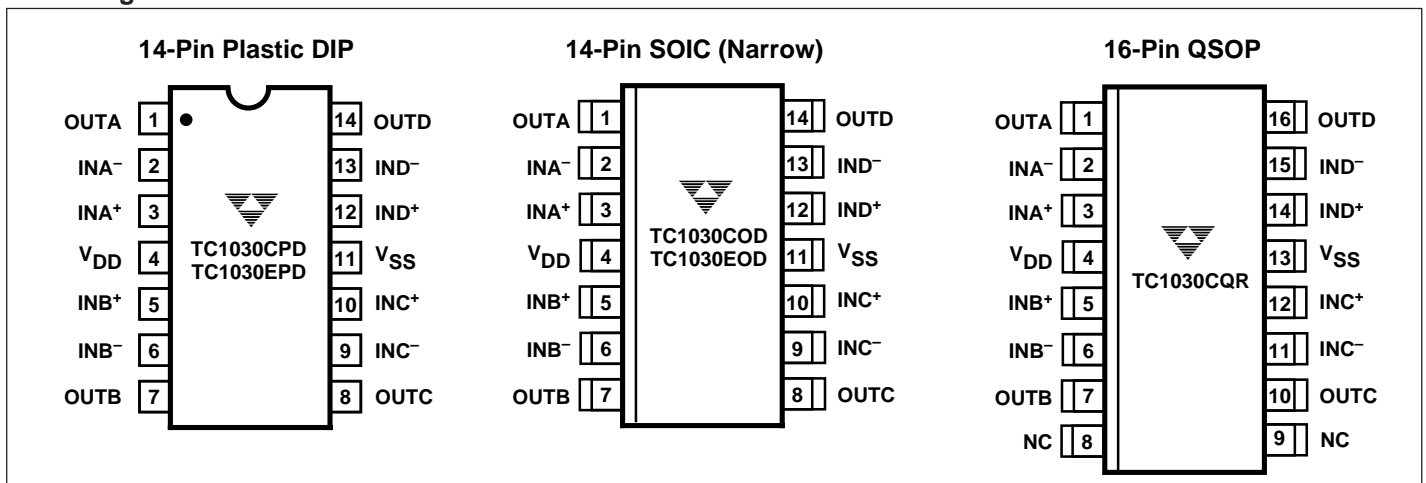 14-Pin Plastic DIP
OUTA 1 14 OUTD
INA– 2 13 IND–
INA+ 3 12 IND+
VDD 4 11 VSS
INB+ 5 10 INC+
INB– 6 9 INC–
OUTB 7 8 OUTC
TC1030CPD
TC1030EPD
14-Pin SOIC (Narrow)
OUTA 1 14 OUTD
INA– 2 13 IND–
INA+ 3 12 IND+
VDD 4 11 VSS
INB+ 5 10 INC+
INB– 6 9 INC–
OUTB 7 8 OUTC
TC1030COD
TC1030EOD
16-Pin QSOP
OUTA 1 16 OUTD
INA– 2 15 IND–
INA+ 3 14 IND+
VDD 4 13 VSS
INB+ 5 12 INC+
INB– 6 11 INC–
OUTB 7 10 OUTC
NC 8 9 NC
TC1030CQR